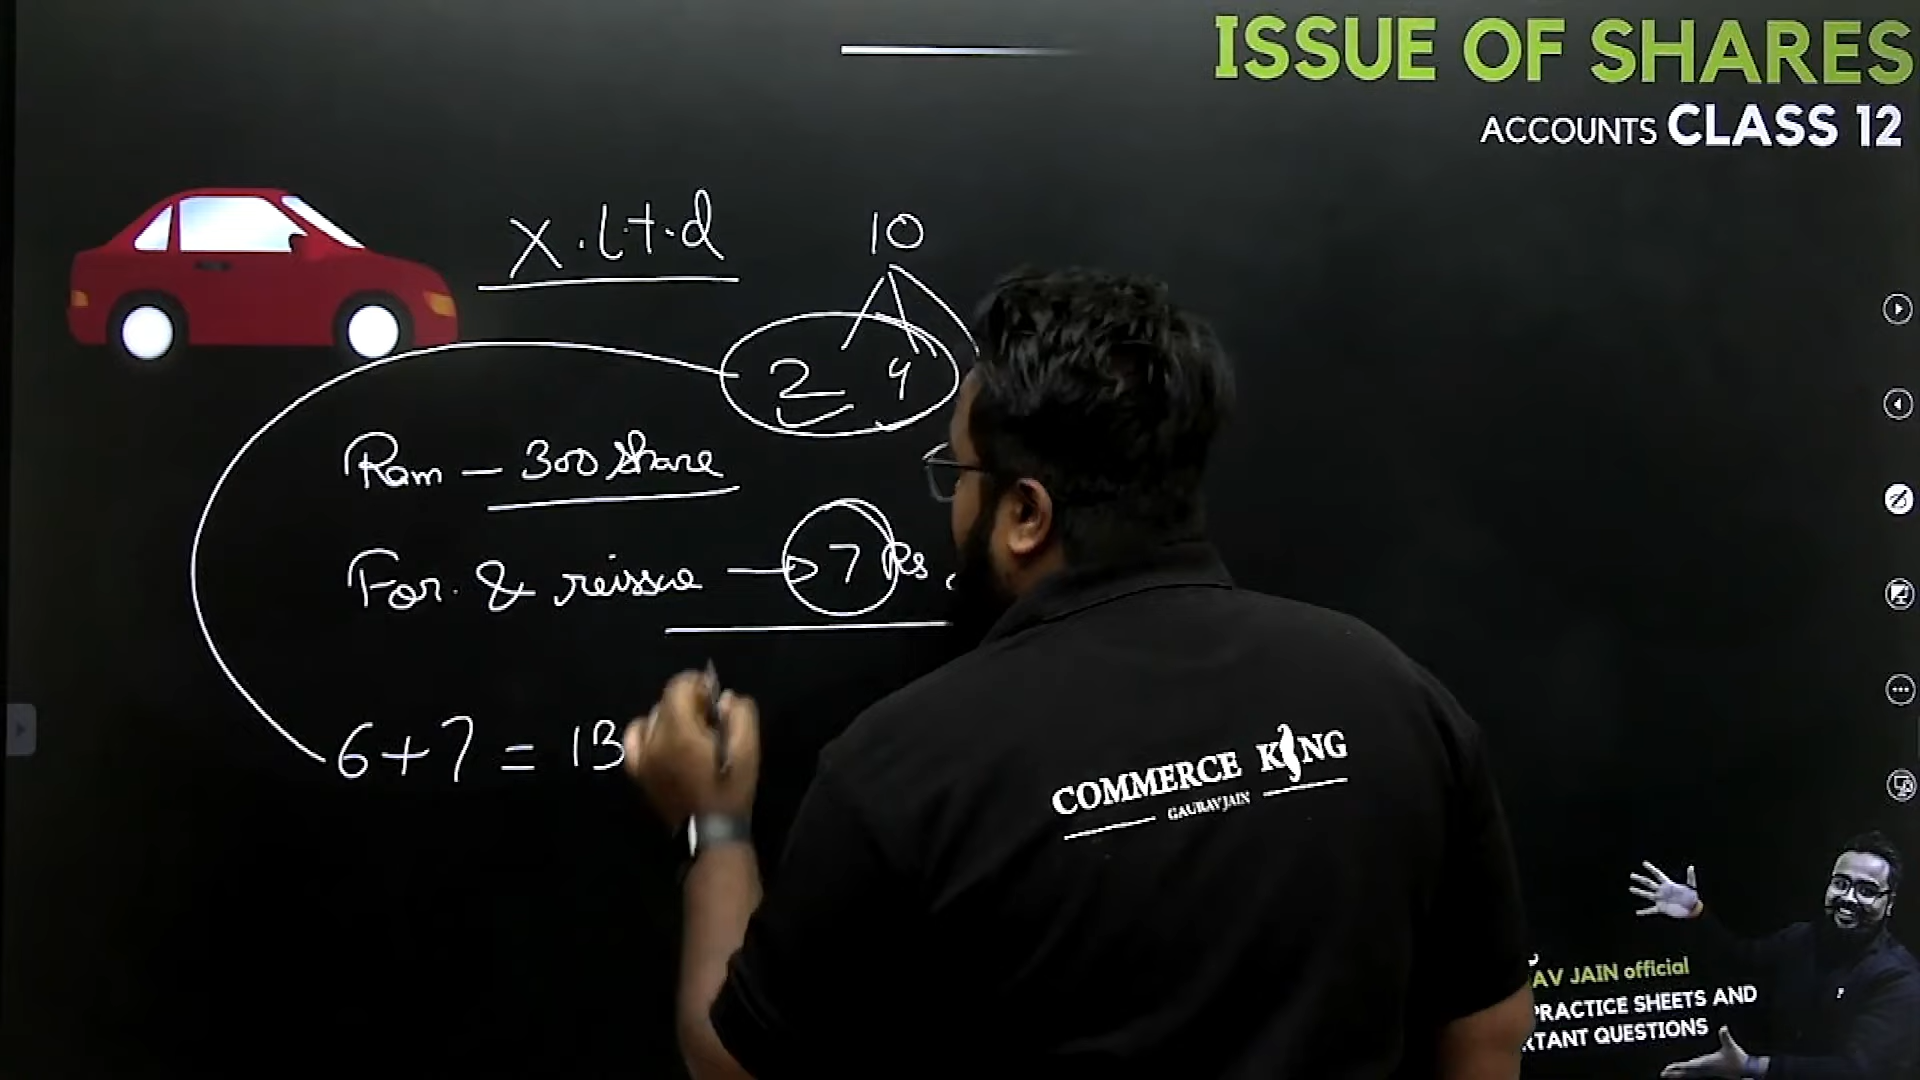 ISSUE OF SHARES
ACCOUNTS CLASS 12
X.Ltd
10
2 4
Ram - 300 share
For. & reissue → 7 Rs
6+7 = 13
COMMERCE KING
GAURAV JAIN
AV JAIN official
PRACTICE SHEETS AND
RTANT QUESTIONS